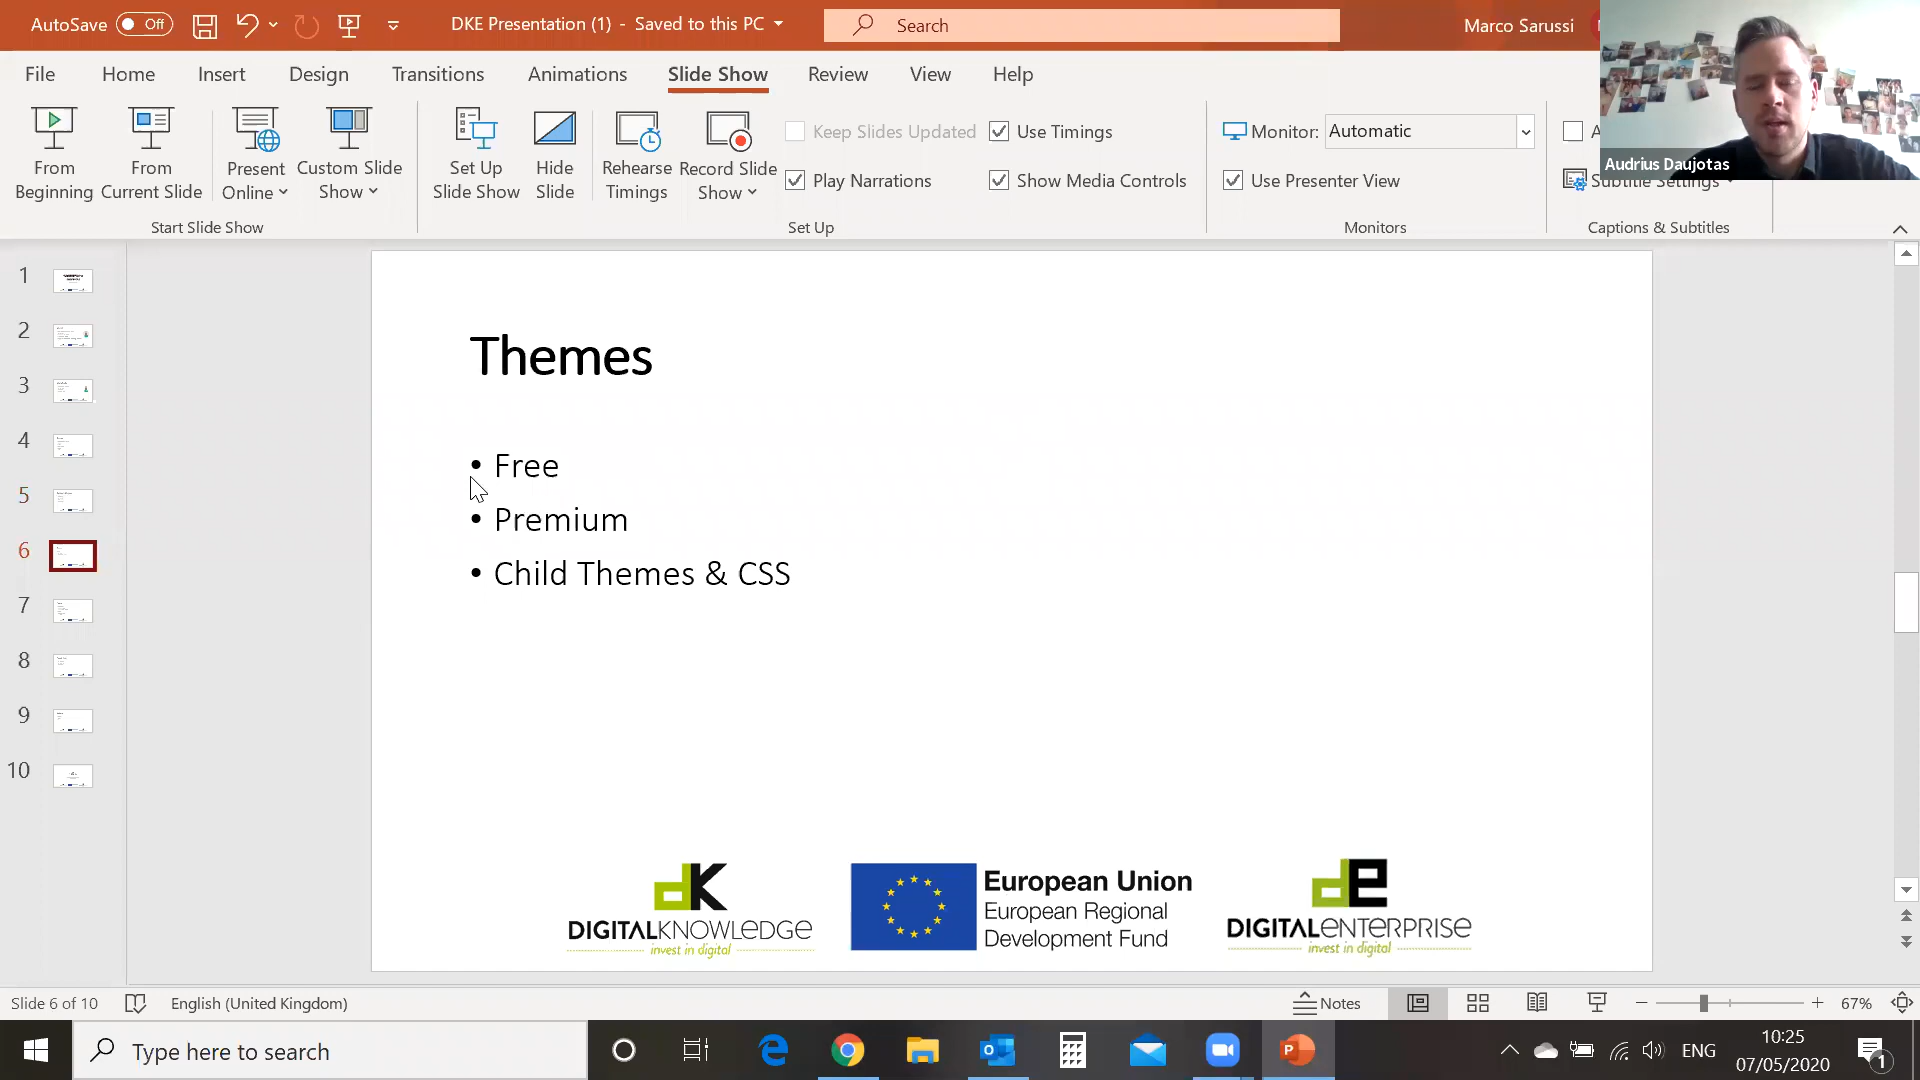 AutoSave Off
DKE Presentation (1) - Saved to this PC
Search
Marco Sarussi
File Home Insert Design Transitions Animations Slide Show Review View Help
From Beginning
From Current Slide
Present Online
Custom Slide Show
Set Up Slide Show
Hide Slide
Rehearse Timings
Record Slide Show
Keep Slides Updated
Use Timings
Play Narrations
Show Media Controls
Monitor: Automatic
Use Presenter View
Subtitle Settings
Audrius Daujotas
Start Slide Show
Set Up
Monitors
Captions & Subtitles
1
2
3
4
5
6
7
8
9
10
Themes
• Free
• Premium
• Child Themes & CSS
dK
DIGITALKNOWLEDGE
invest in digital
European Union
European Regional
Development Fund
de
DIGITALENTERPRISE
invest in digital
Slide 6 of 10
English (United Kingdom)
Notes
67%
Type here to search
ENG
10:25
07/05/2020
1